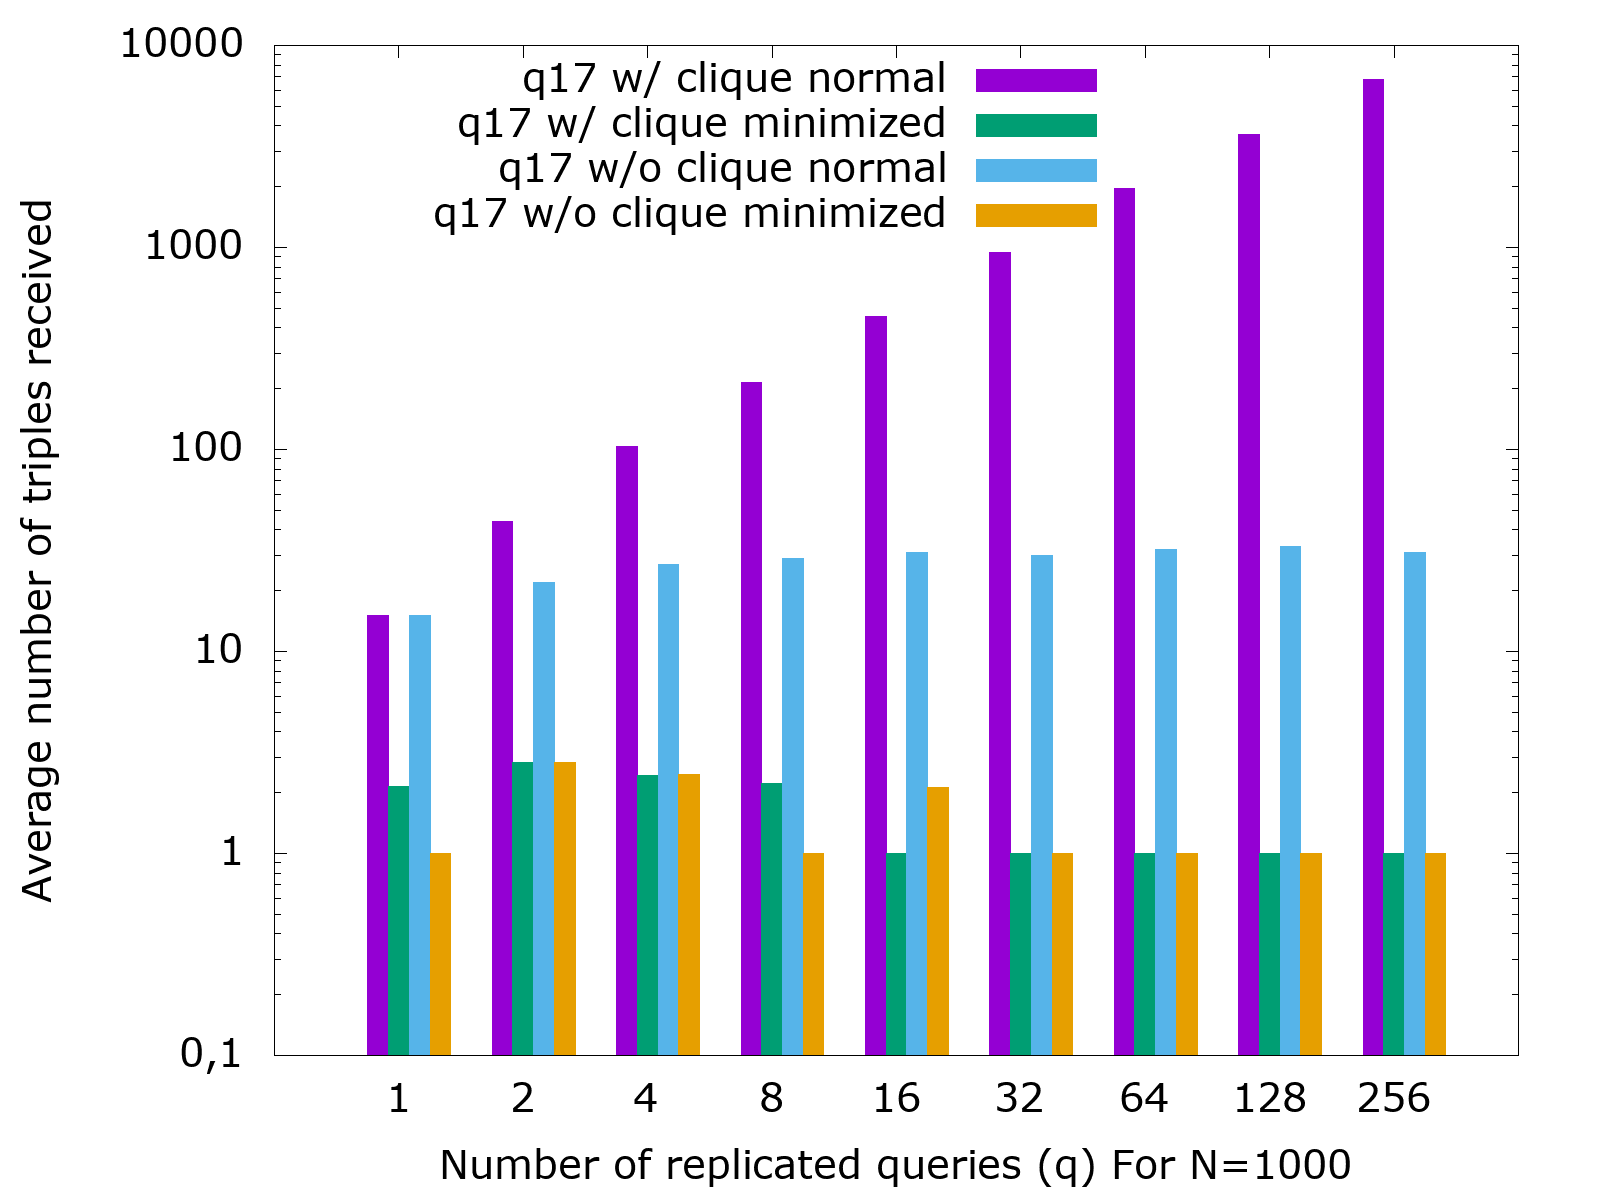 10000
1000
100
10
1
0,1
Average number of triples received
q17 w/ clique normal
q17 w/ clique minimized
q17 w/o clique normal
q17 w/o clique minimized
1 2 4 8 16 32 64 128 256
Number of replicated queries (q) For N=1000